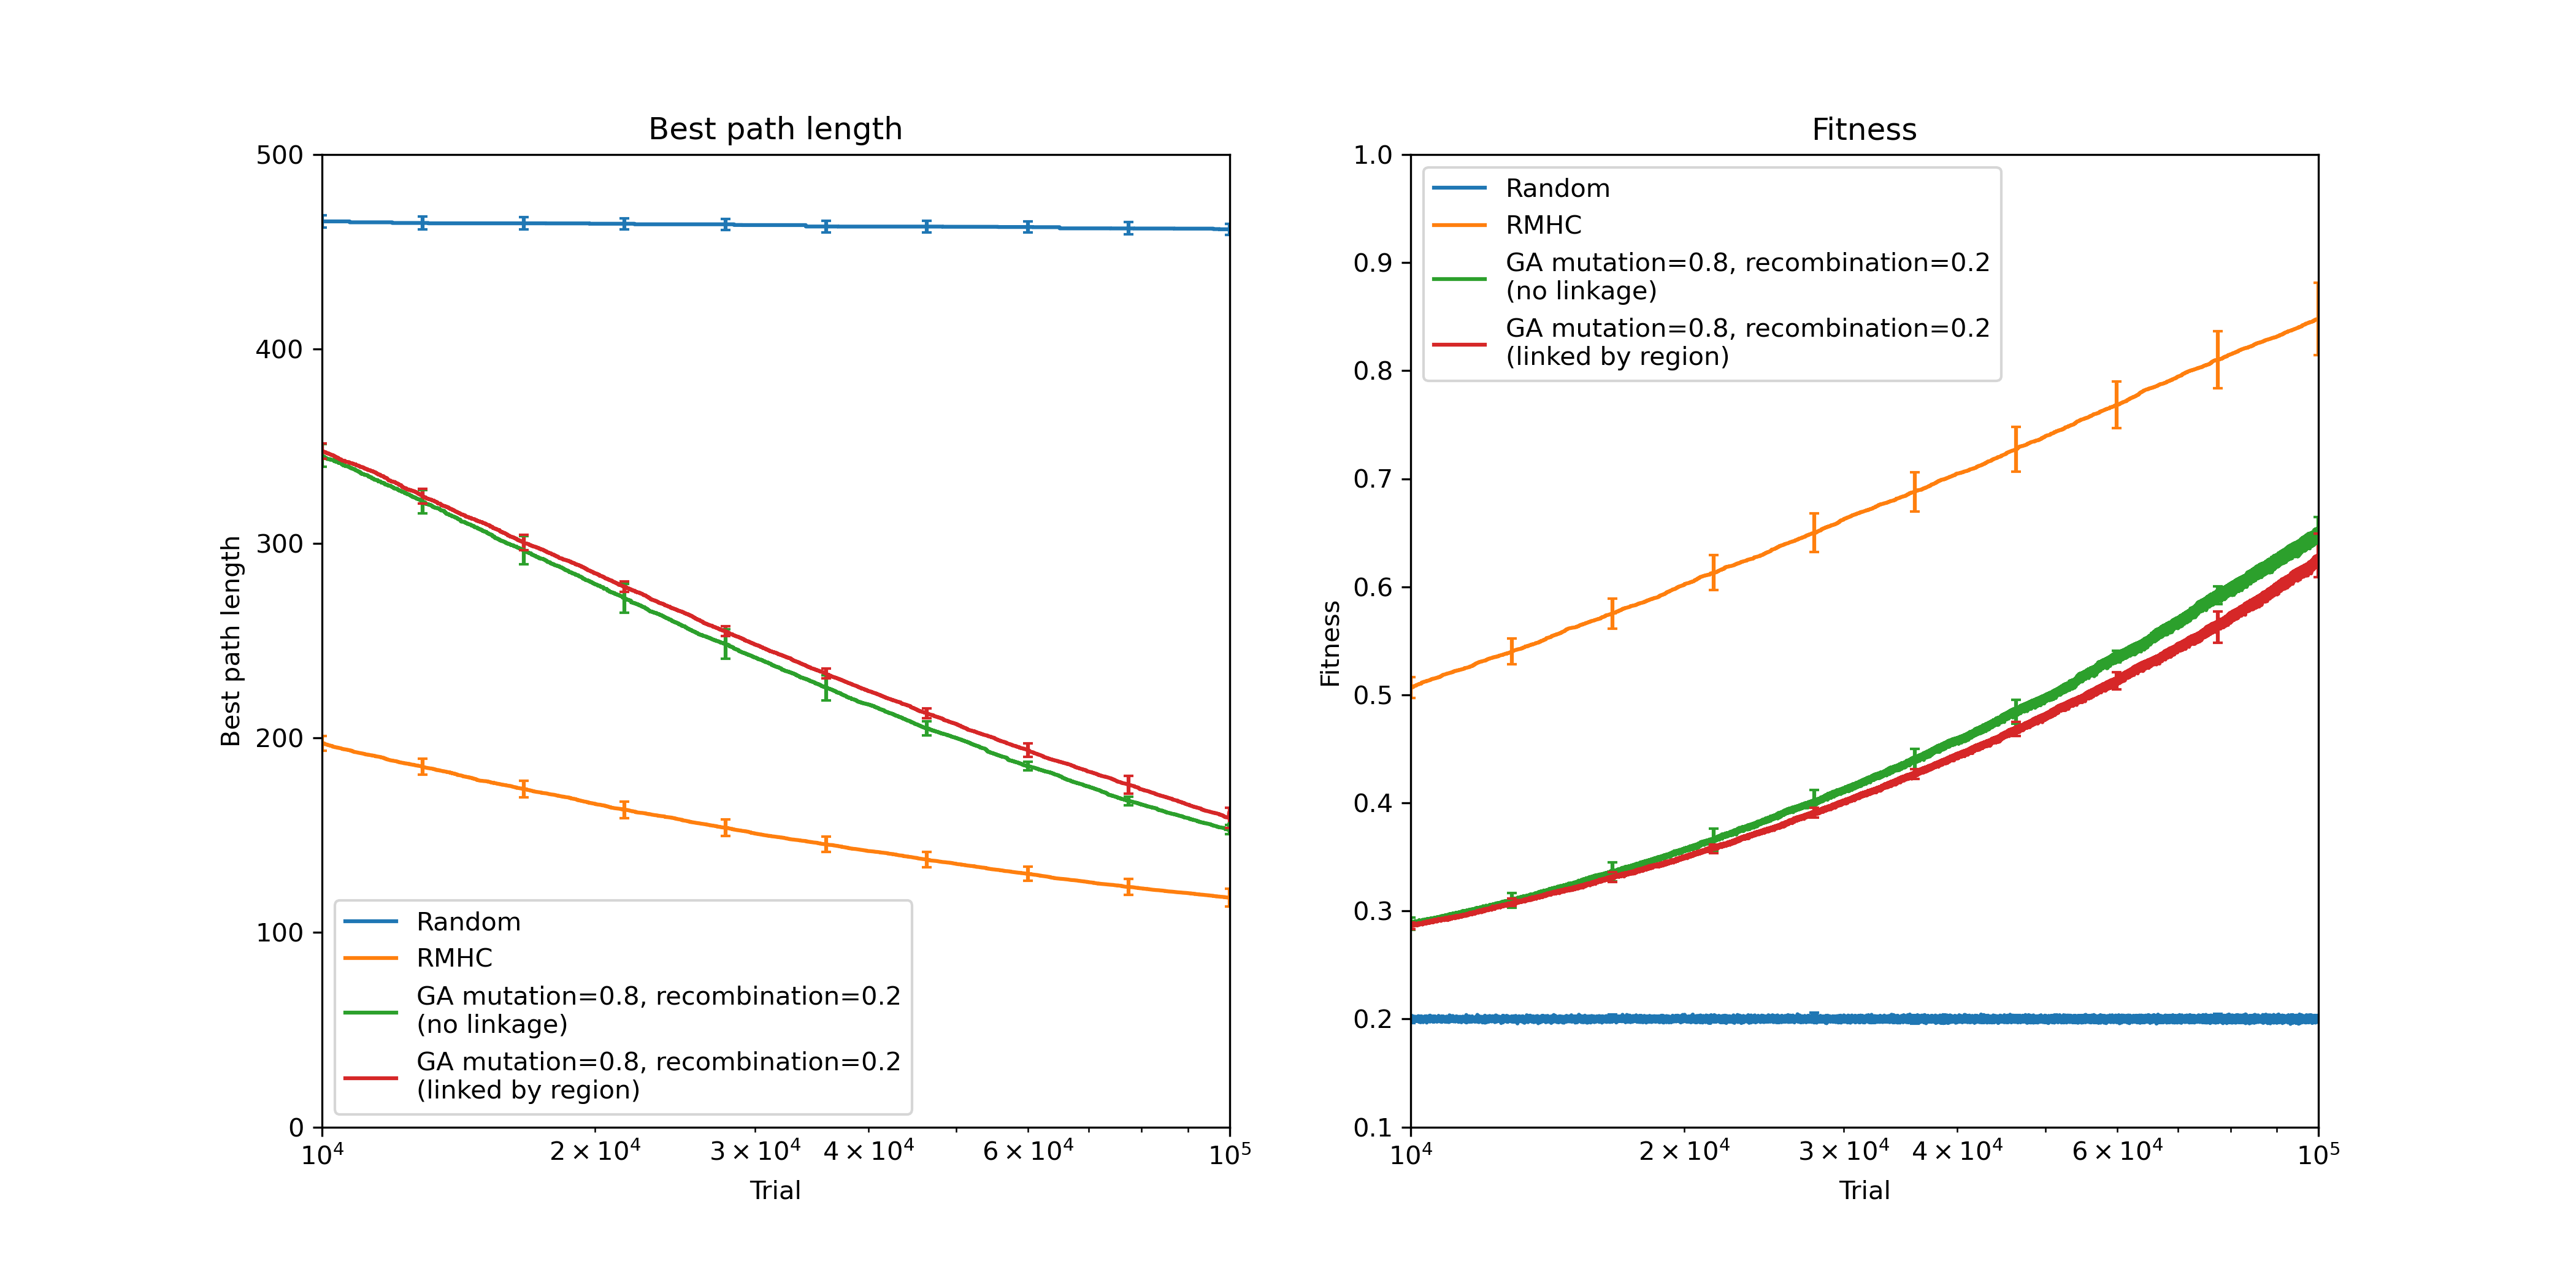 Best path length
500
400
300
200
100
0
Best path length
Random
RMHC
GA mutation=0.8, recombination=0.2
(no linkage)
GA mutation=0.8, recombination=0.2
(linked by region)
10⁴
2 × 10⁴
3 × 10⁴
4 × 10⁴
6 × 10⁴
10⁵
Trial
Fitness
1.0
0.9
0.8
0.7
0.6
0.5
0.4
0.3
0.2
0.1
Fitness
Random
RMHC
GA mutation=0.8, recombination=0.2
(no linkage)
GA mutation=0.8, recombination=0.2
(linked by region)
10⁴
2 × 10⁴
3 × 10⁴
4 × 10⁴
6 × 10⁴
10⁵
Trial